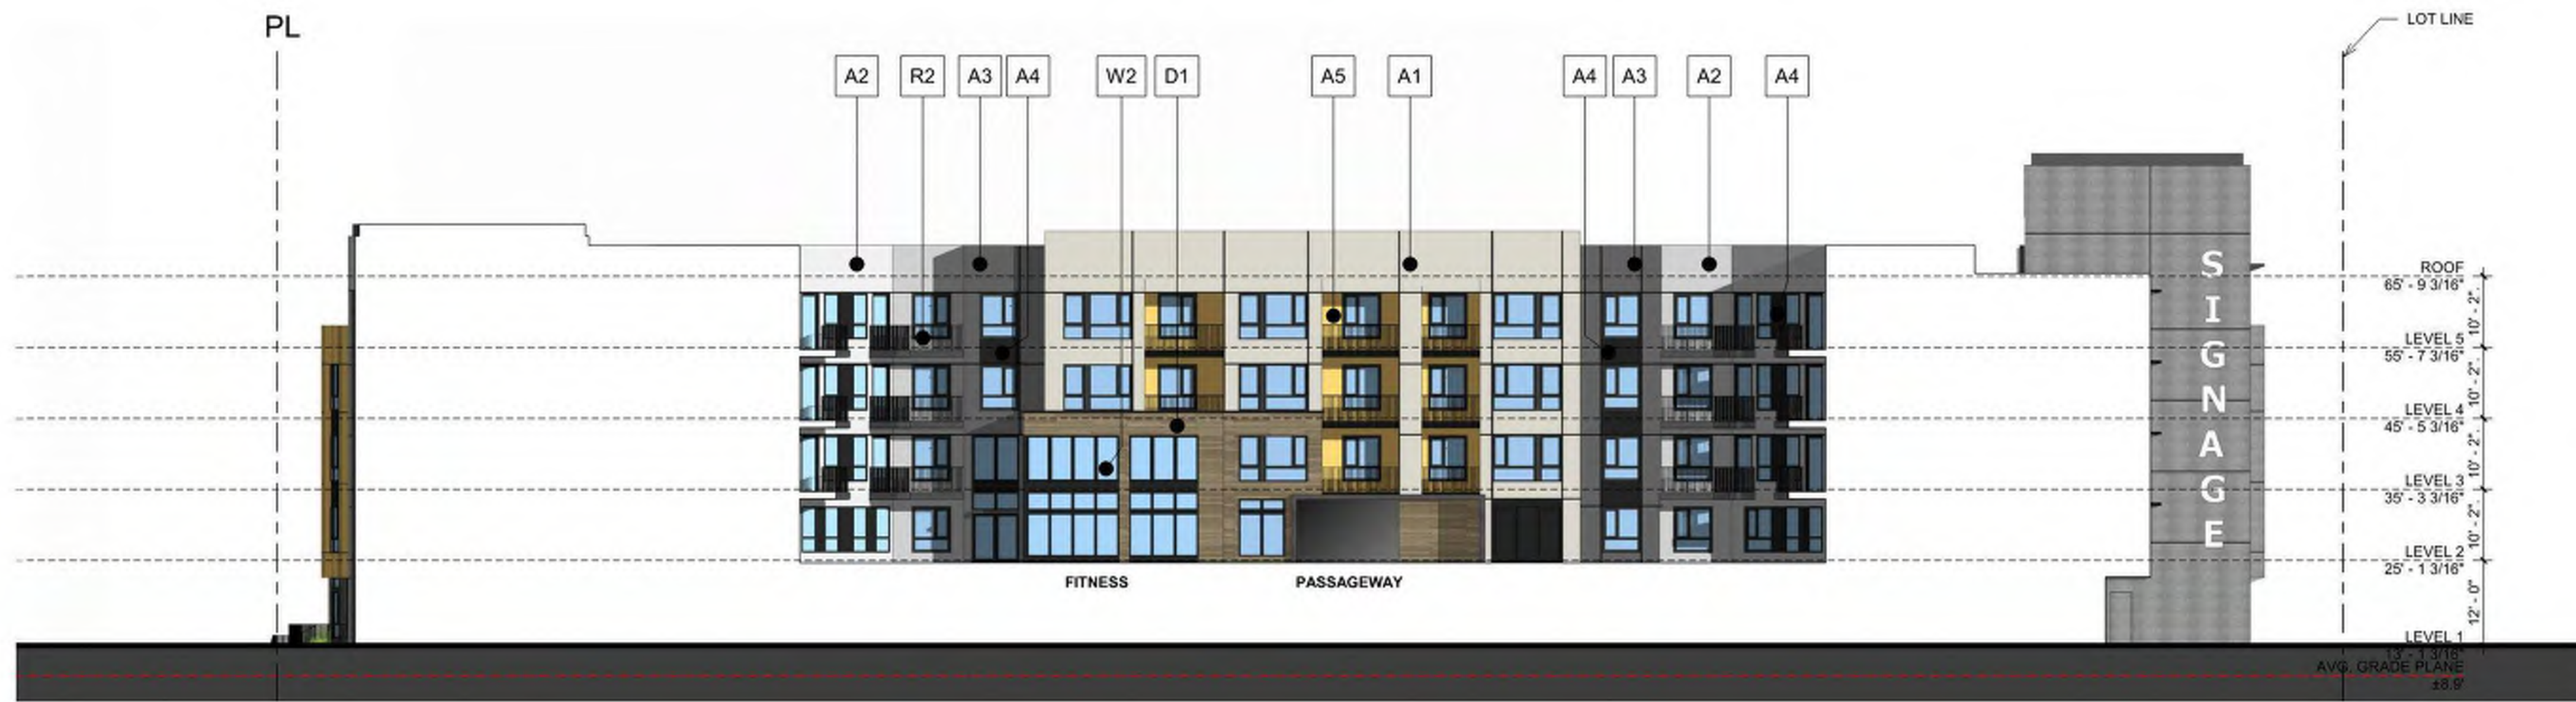 PL
LOT LINE
A2 R2 A3 A4 W2 D1 A5 A1 A4 A3 A2 A4
SIGNAGE
ROOF
65' - 9 3/16"
10' - 2"
LEVEL 5
55' - 7 3/16"
10' - 2"
LEVEL 4
45' - 5 3/16"
10' - 2"
LEVEL 3
35' - 3 3/16"
10' - 2"
LEVEL 2
25' - 1 3/16"
FITNESS PASSAGEWAY
12' - 0"
LEVEL 1
13' - 1 3/16"
AVG. GRADE PLANE
±8.9'